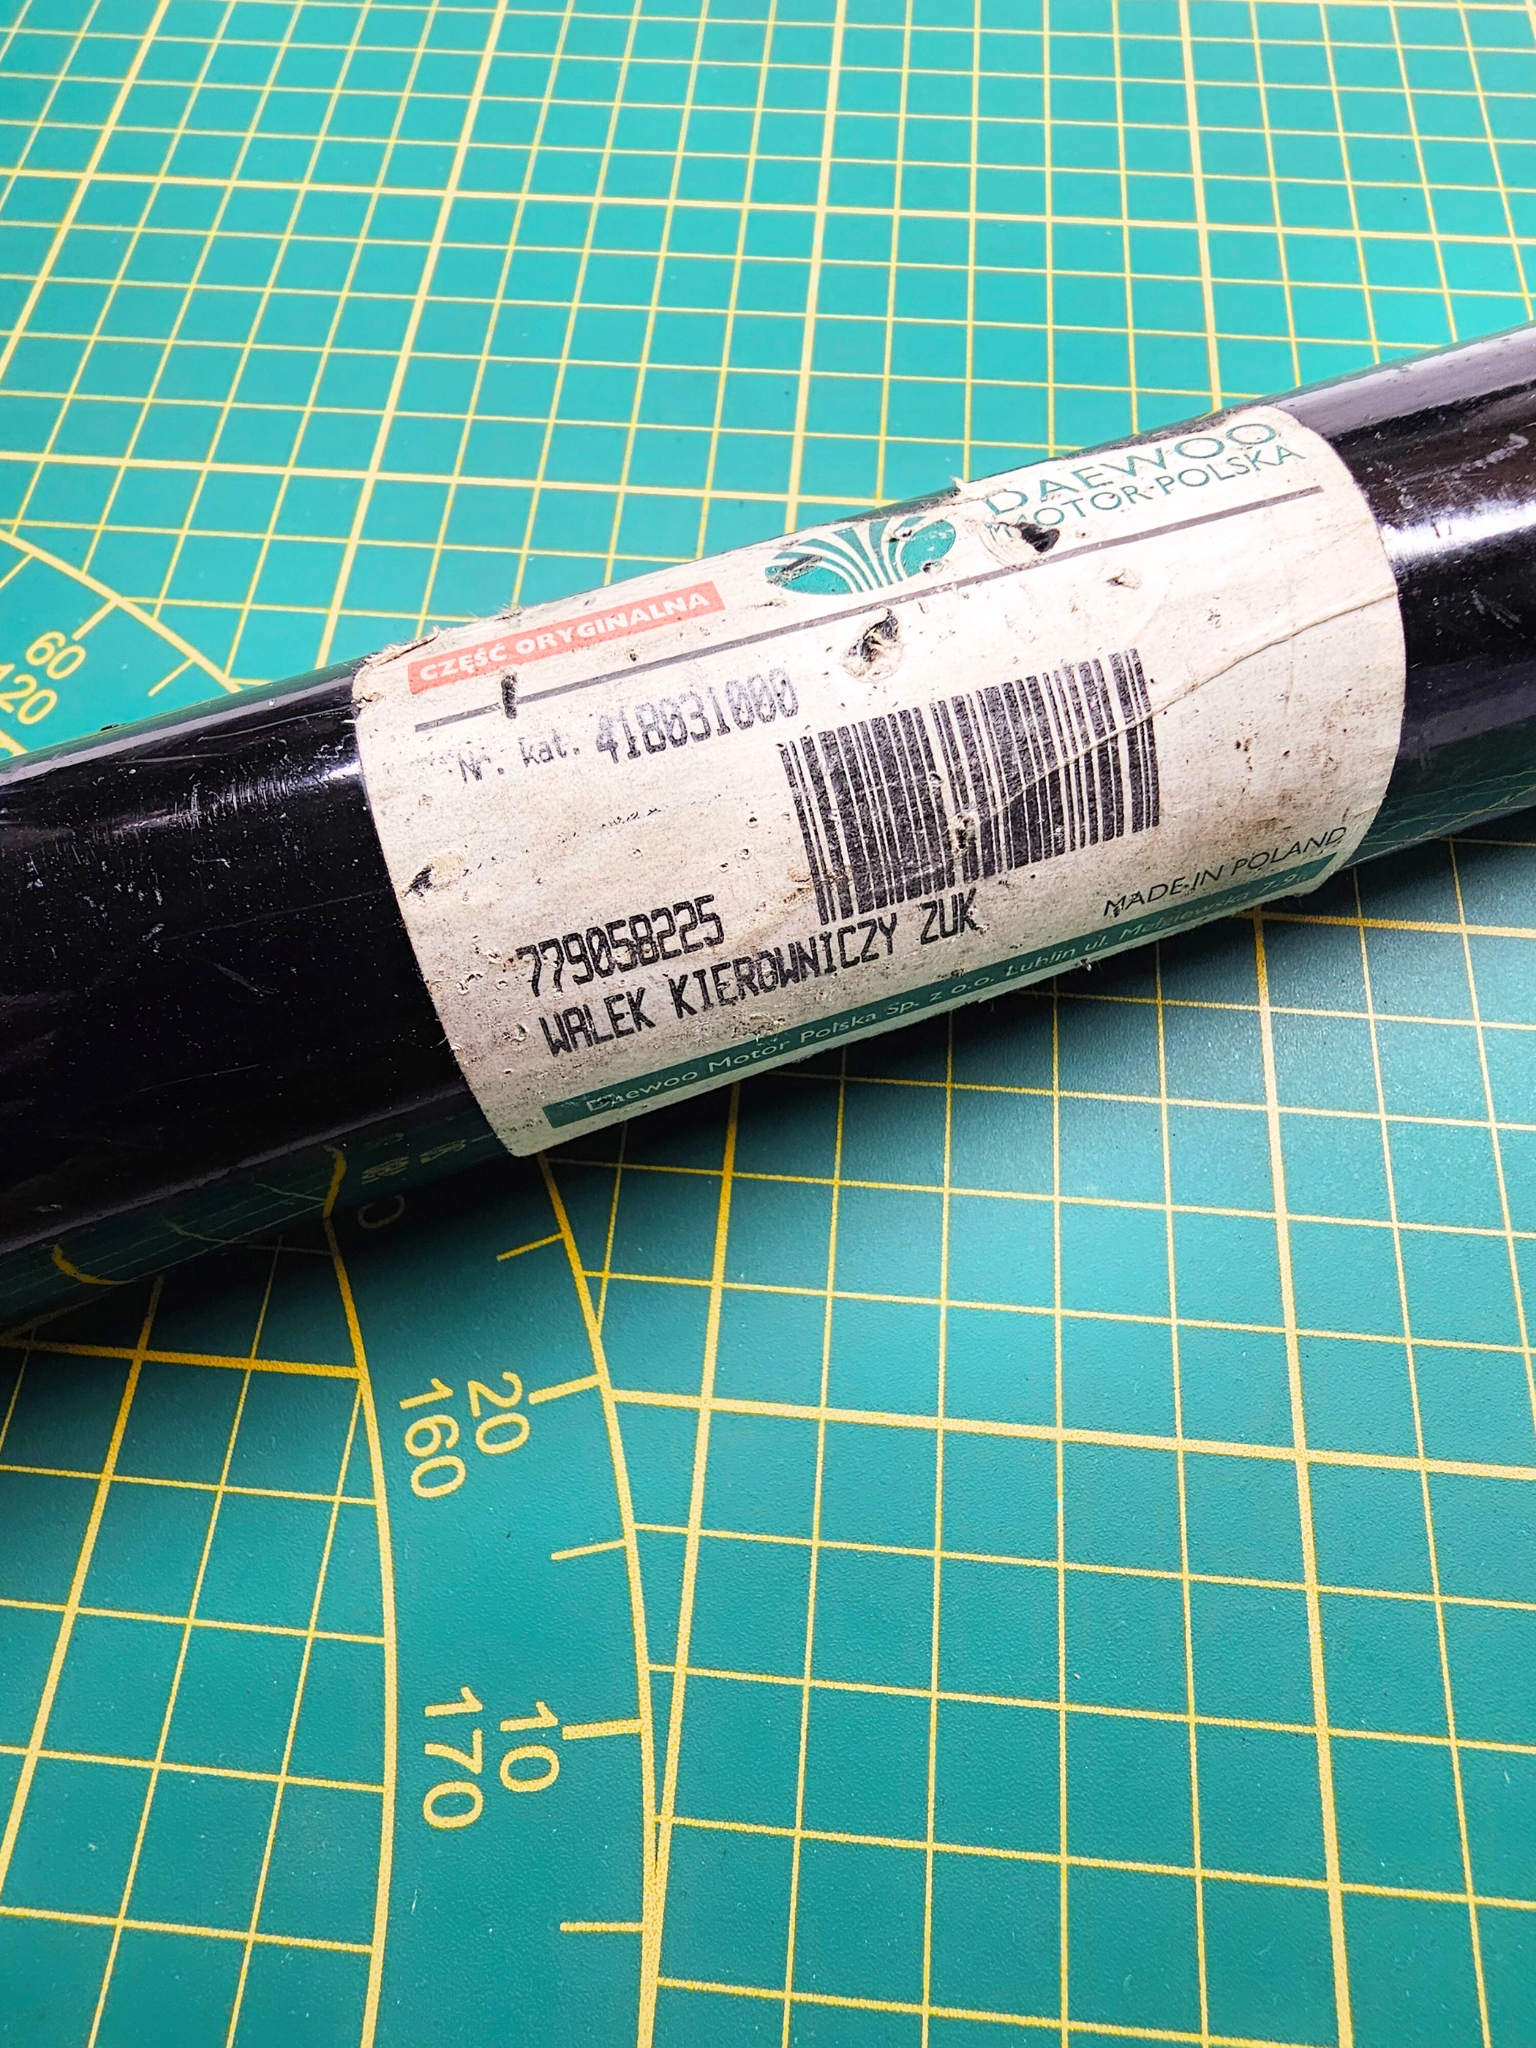 DAEWOO
MOTOR POLSKA
CZĘŚĆ ORYGINALNA
Nr. kat. 418031000
779058225
WALEK KIEROWNICZY ZUK
MADE IN POLAND
Daewoo Motor Polska Sp. z o.o. Lublin ul.
60
120
20
160
10
170